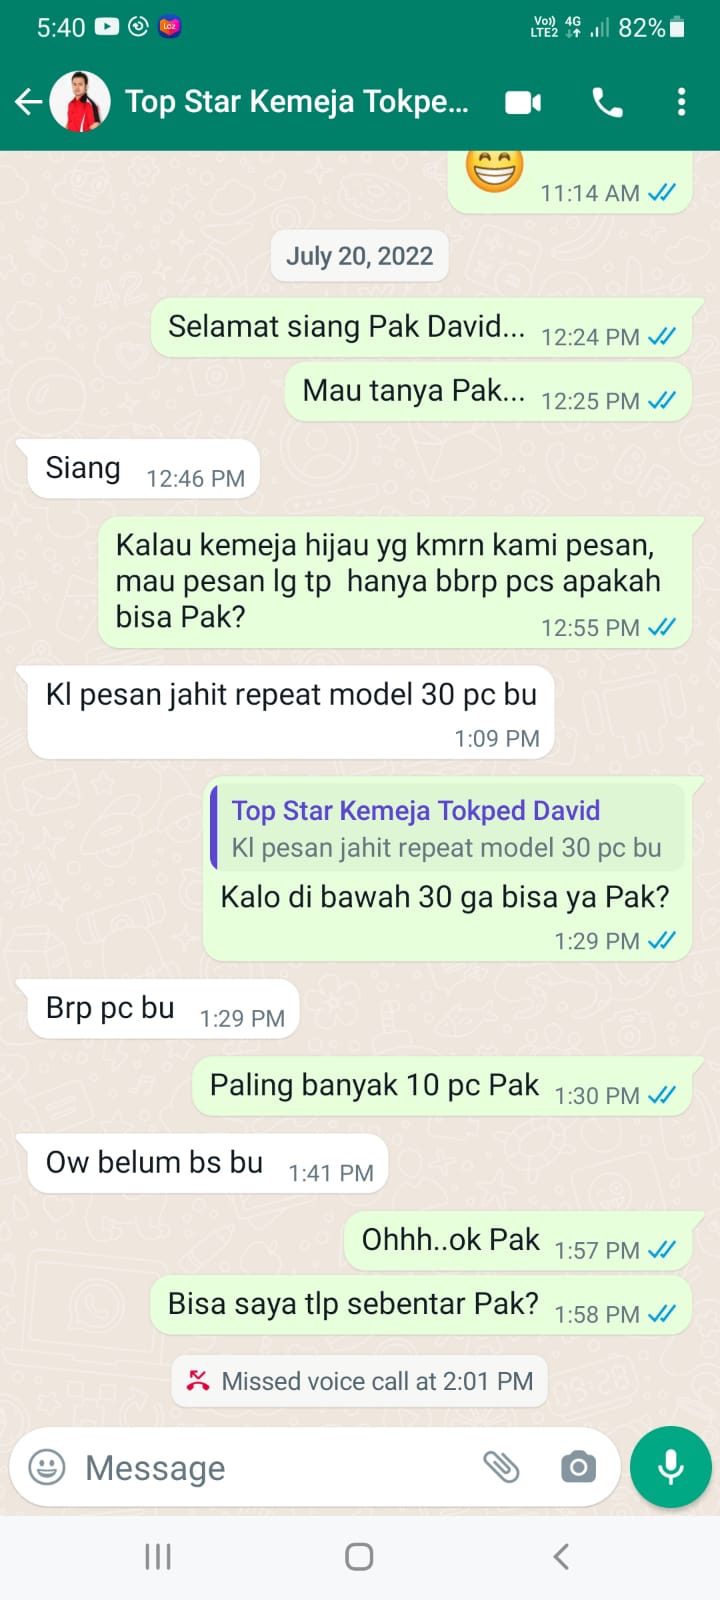 5:40
LOZ
Vo)) 4G
LTE2
82%
Top Star Kemeja Tokpe...
11:14 AM
July 20, 2022
Selamat siang Pak David... 12:24 PM
Mau tanya Pak... 12:25 PM
Siang 12:46 PM
Kalau kemeja hijau yg kmrn kami pesan,
mau pesan lg tp hanya bbrp pcs apakah
bisa Pak?
12:55 PM
Kl pesan jahit repeat model 30 pc bu
1:09 PM
Top Star Kemeja Tokped David
Kl pesan jahit repeat model 30 pc bu
Kalo di bawah 30 ga bisa ya Pak?
1:29 PM
Brp pc bu 1:29 PM
Paling banyak 10 pc Pak 1:30 PM
Ow belum bs bu 1:41 PM
Ohhh..ok Pak 1:57 PM
Bisa saya tlp sebentar Pak? 1:58 PM
Missed voice call at 2:01 PM
Message